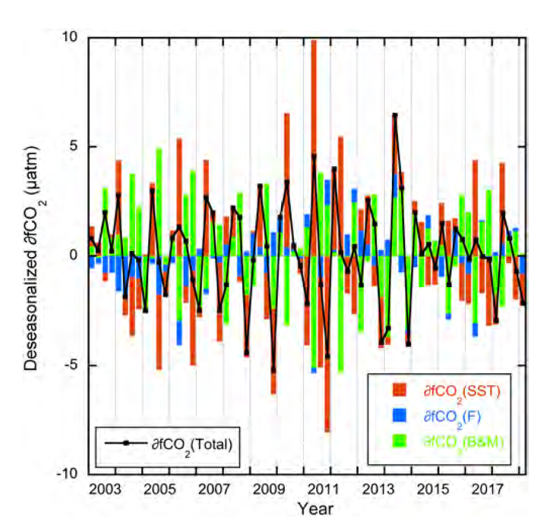 10
5
0
-5
-10
Deseasonalized ∂fCO2 (μatm)
∂fCO2(SST)
∂fCO2(F)
∂fCO2(B&M)
∂fCO2(Total)
2003 2005 2007 2009 2011 2013 2015 2017
Year